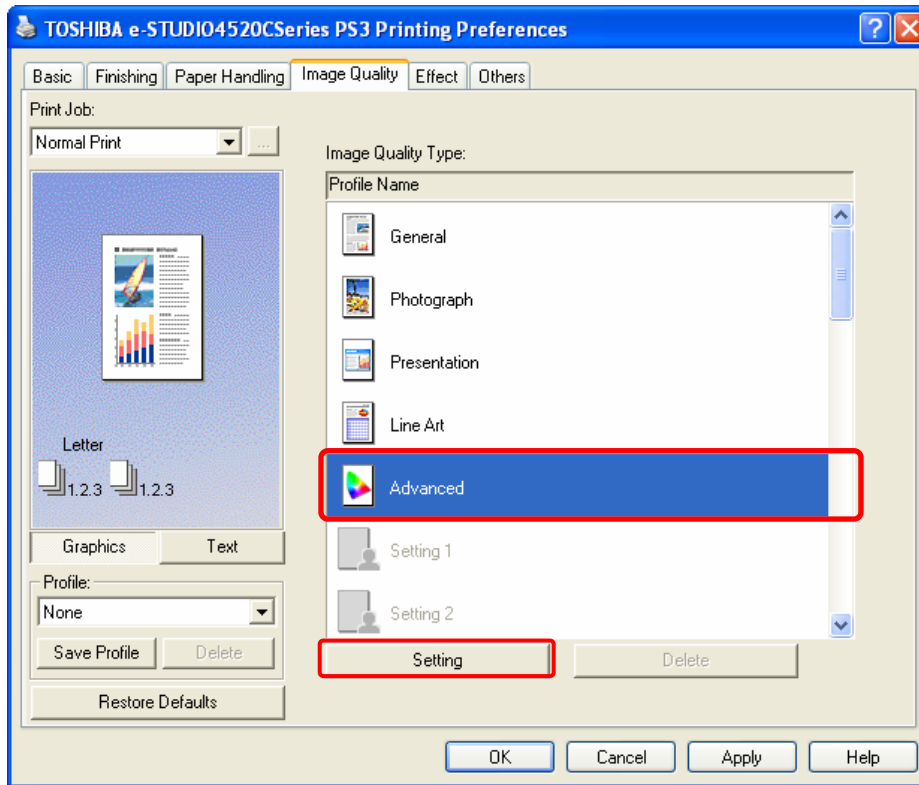 TOSHIBA e-STUDIO4520CSeries PS3 Printing Preferences
Basic Finishing Paper Handling Image Quality Effect Others
Print Job:
Normal Print ...
Image Quality Type:
Profile Name
General
Photograph
Presentation
Line Art
Advanced
Setting 1
Setting 2
Setting Delete
Letter
1.2.3 1.2.3
Graphics Text
Profile:
None
Save Profile Delete
Restore Defaults
OK Cancel Apply Help